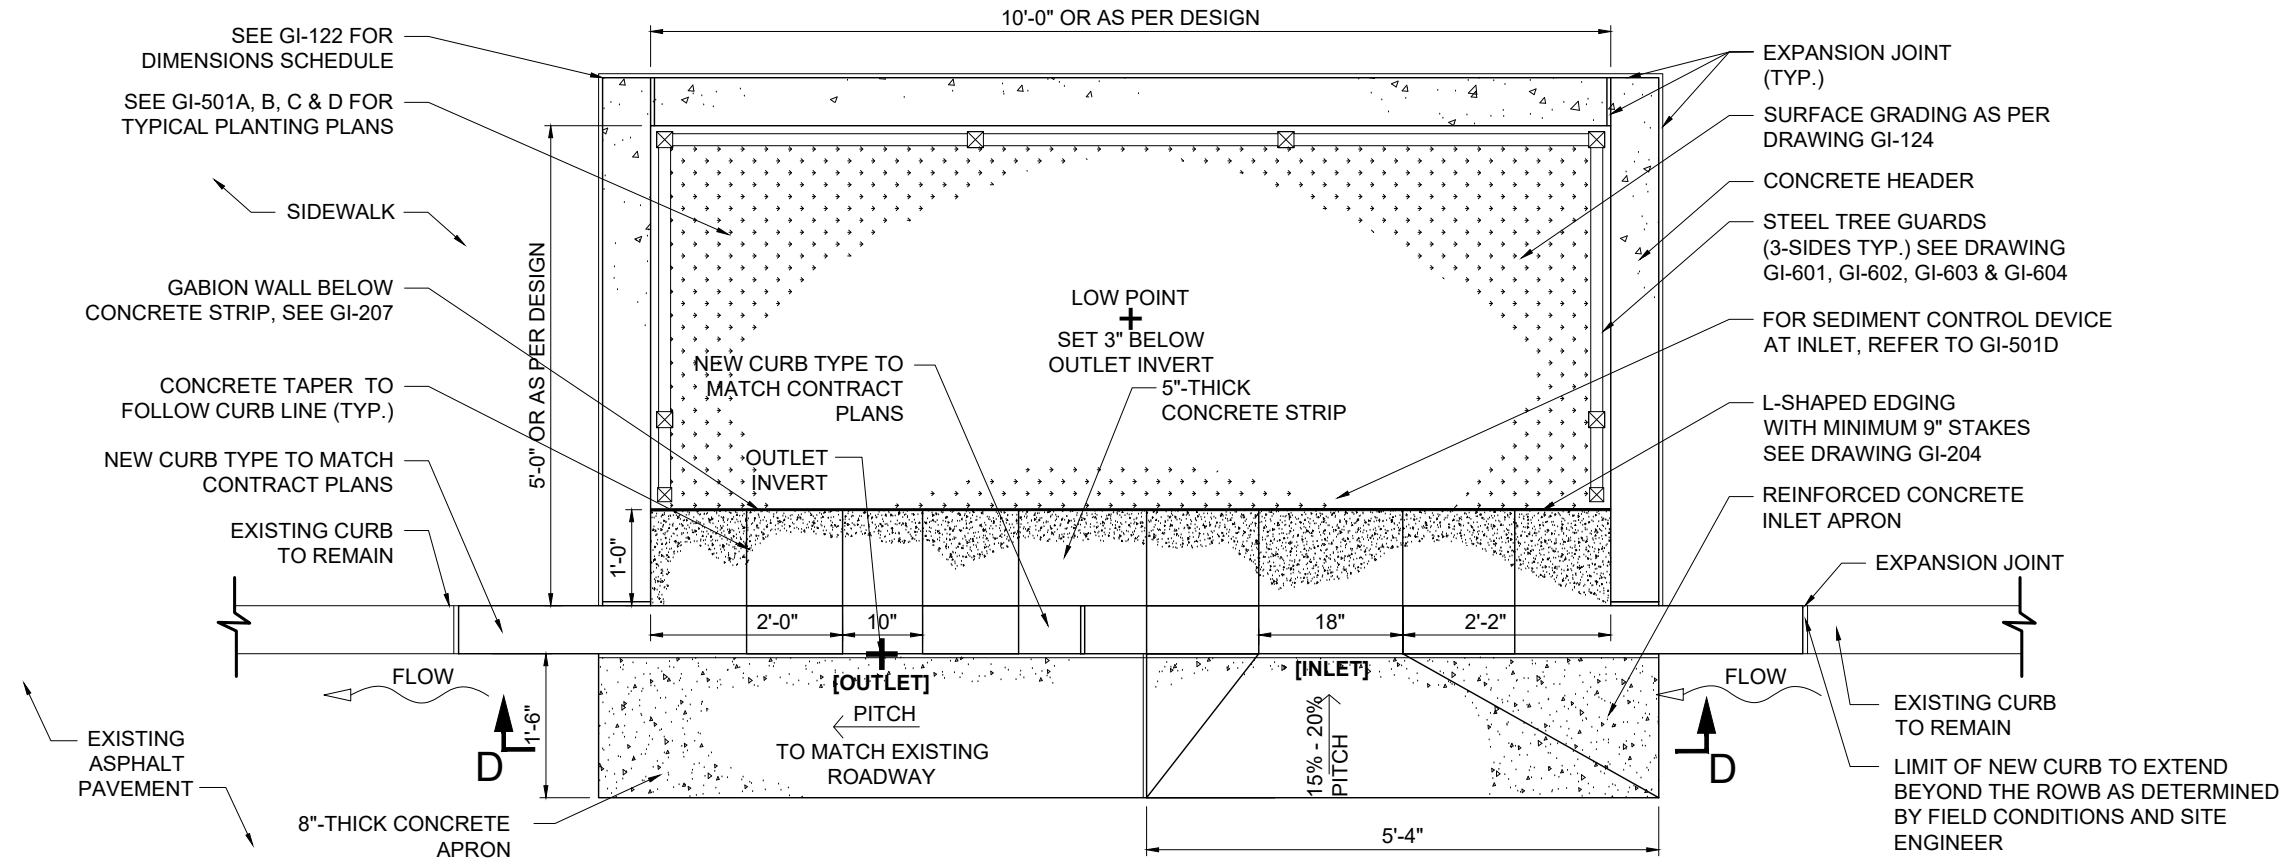 10'-0" OR AS PER DESIGN
SEE GI-122 FOR
DIMENSIONS SCHEDULE
SEE GI-501A, B, C & D FOR
TYPICAL PLANTING PLANS
SIDEWALK
GABION WALL BELOW
CONCRETE STRIP, SEE GI-207
CONCRETE TAPER TO
FOLLOW CURB LINE (TYP.)
NEW CURB TYPE TO MATCH
CONTRACT PLANS
EXISTING CURB
TO REMAIN
5'-0" OR AS PER DESIGN
1'-0"
LOW POINT
SET 3" BELOW
OUTLET INVERT
NEW CURB TYPE TO
MATCH CONTRACT
PLANS
5"-THICK
CONCRETE STRIP
OUTLET
INVERT
EXPANSION JOINT
(TYP.)
SURFACE GRADING AS PER
DRAWING GI-124
CONCRETE HEADER
STEEL TREE GUARDS
(3-SIDES TYP.) SEE DRAWING
GI-601, GI-602, GI-603 & GI-604
FOR SEDIMENT CONTROL DEVICE
AT INLET, REFER TO GI-501D
L-SHAPED EDGING
WITH MINIMUM 9" STAKES
SEE DRAWING GI-204
REINFORCED CONCRETE
INLET APRON
EXPANSION JOINT
2'-0"
10"
18"
2'-2"
FLOW
[OUTLET]
[INLET]
FLOW
D
1'-6"
PITCH
TO MATCH EXISTING
ROADWAY
15% - 20%
PITCH
D
EXISTING
ASPHALT
PAVEMENT
8"-THICK CONCRETE
APRON
5'-4"
EXISTING CURB
TO REMAIN
LIMIT OF NEW CURB TO EXTEND
BEYOND THE ROWB AS DETERMINED
BY FIELD CONDITIONS AND SITE
ENGINEER